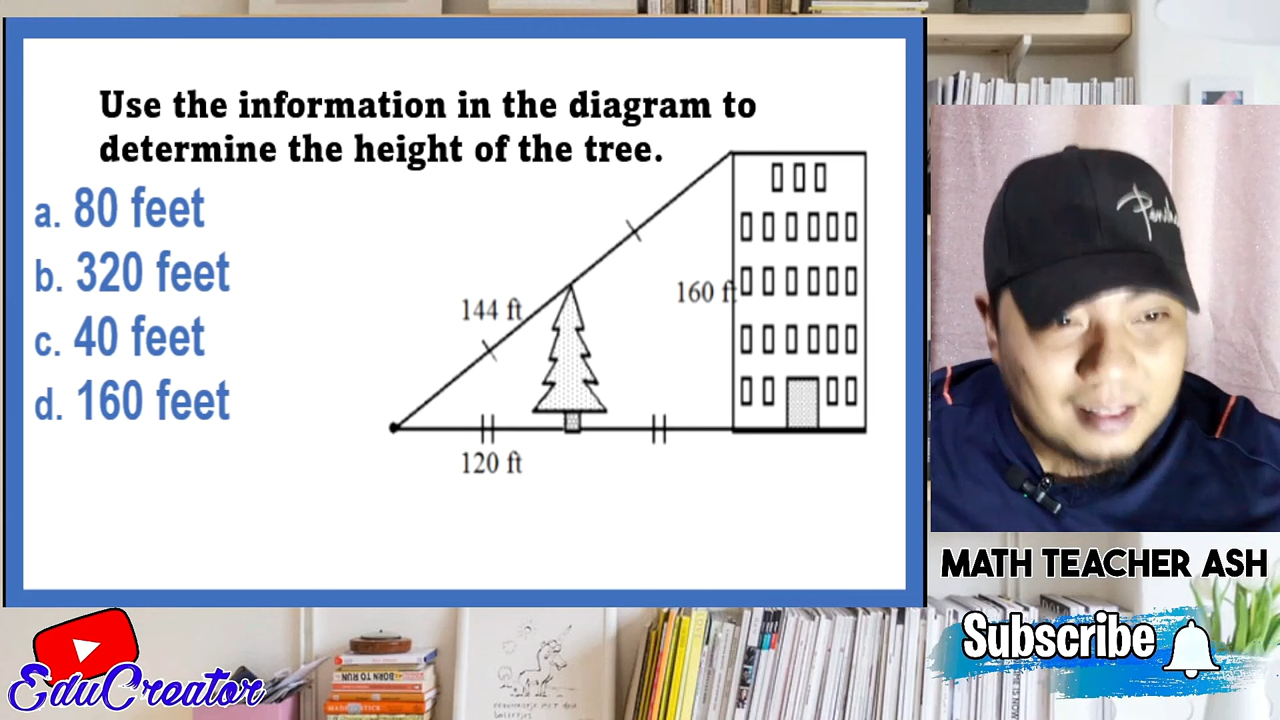 Use the information in the diagram to
determine the height of the tree.
a. 80 feet
b. 320 feet
c. 40 feet
d. 160 feet
144 ft
160 ft
120 ft
MATH TEACHER ASH
Subscribe
EduCreator
BORN TO RUN